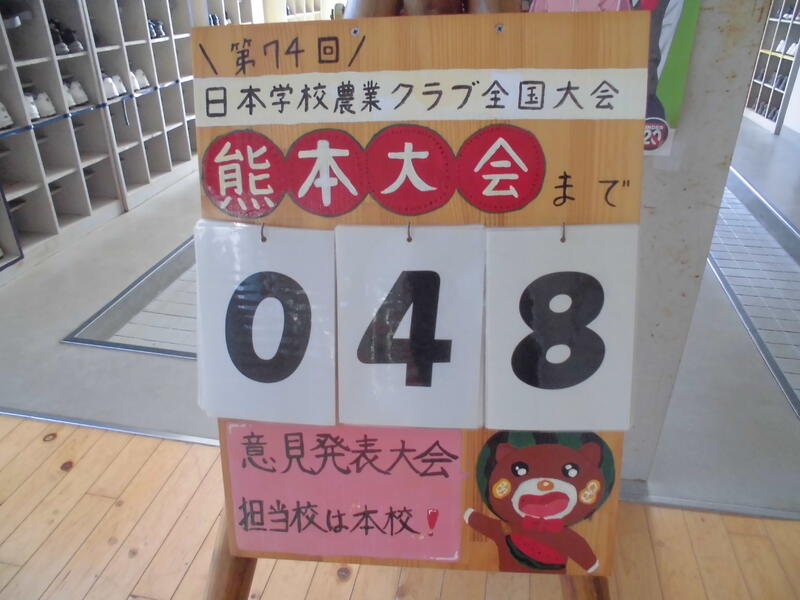 \第74回/
日本学校農業クラブ全国大会
熊本大会まで
048
意見発表大会
担当校は本校！
20